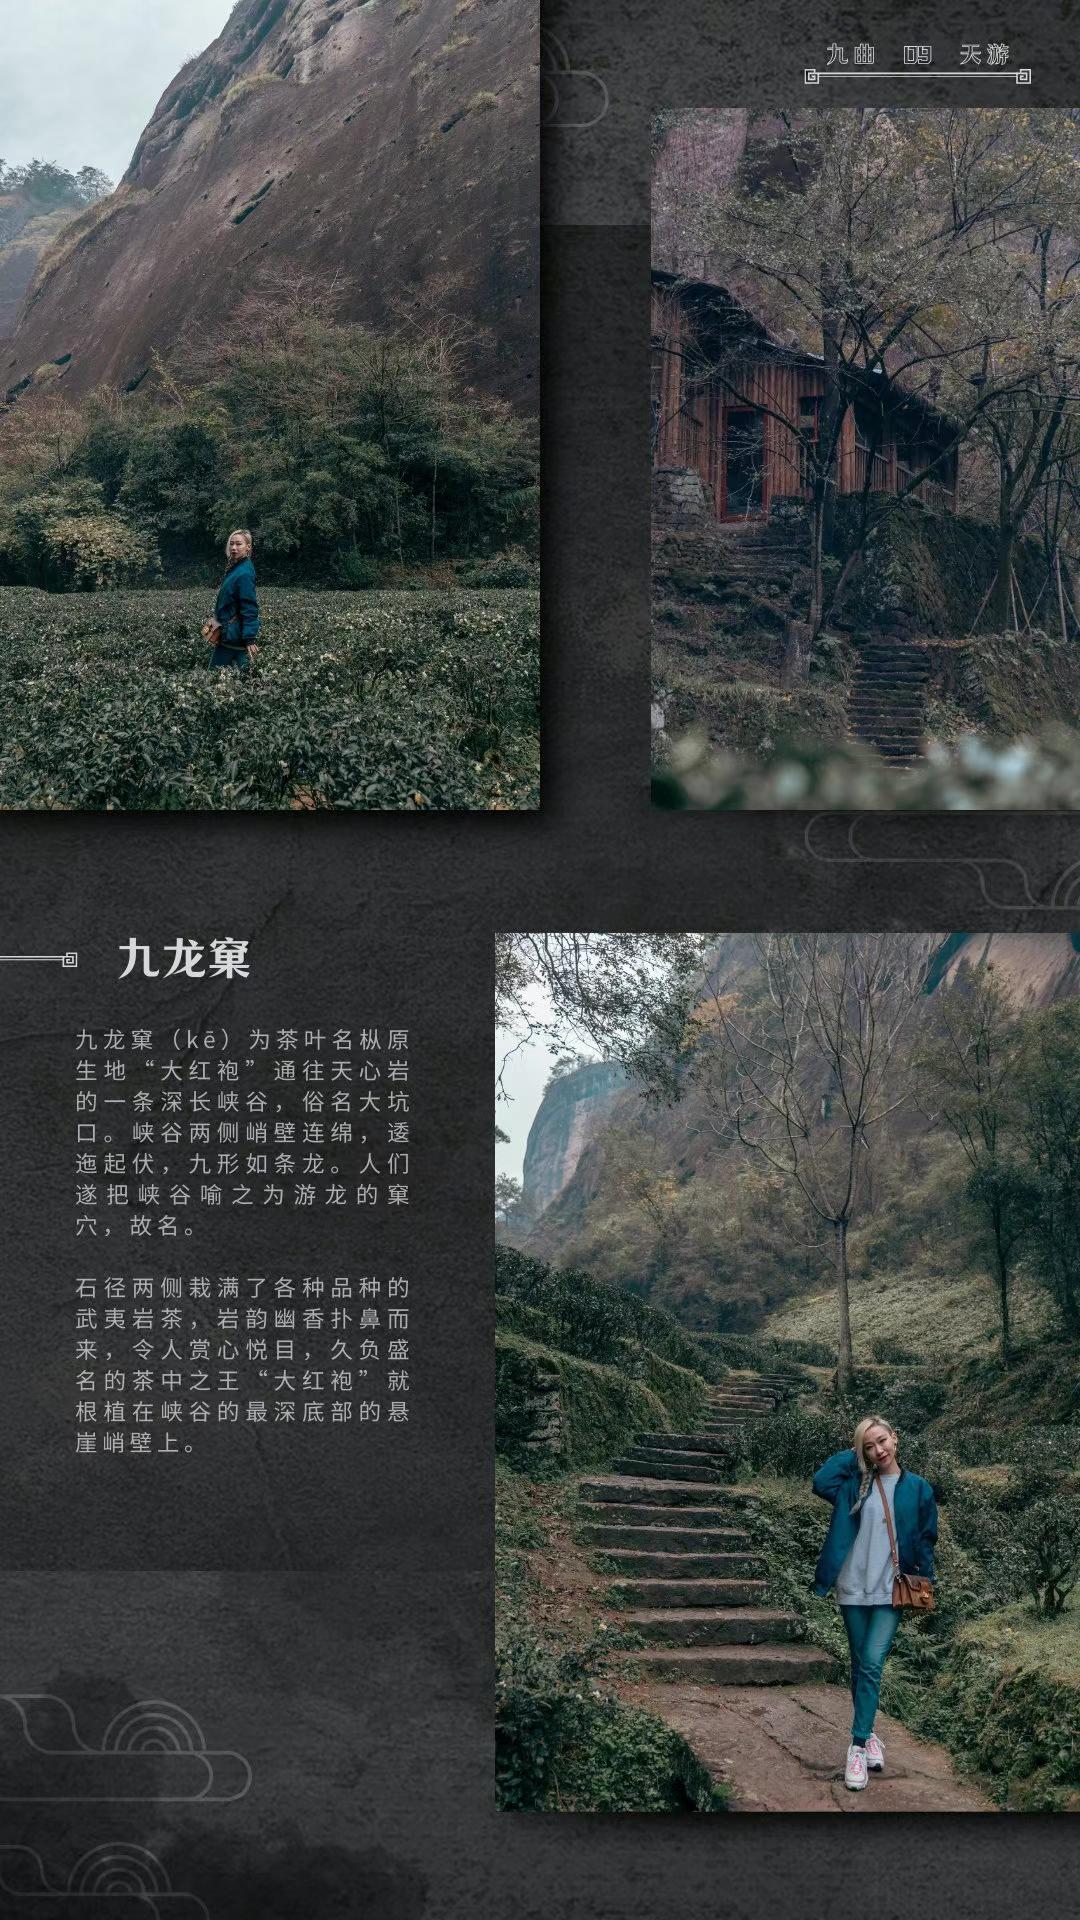 九曲 09 天游
九龙窠
九龙窠（kē）为茶叶名枞原
生地“大红袍”通往天心岩
的一条深长峡谷，俗名大坑
口。峡谷两侧峭壁连绵，逶
迤起伏，九形如条龙。人们
遂把峡谷喻之为游龙的窠
穴，故名。
石径两侧栽满了各种品种的
武夷岩茶，岩韵幽香扑鼻而
来，令人赏心悦目，久负盛
名的茶中之王“大红袍”就
根植在峡谷的最深底部的悬
崖峭壁上。